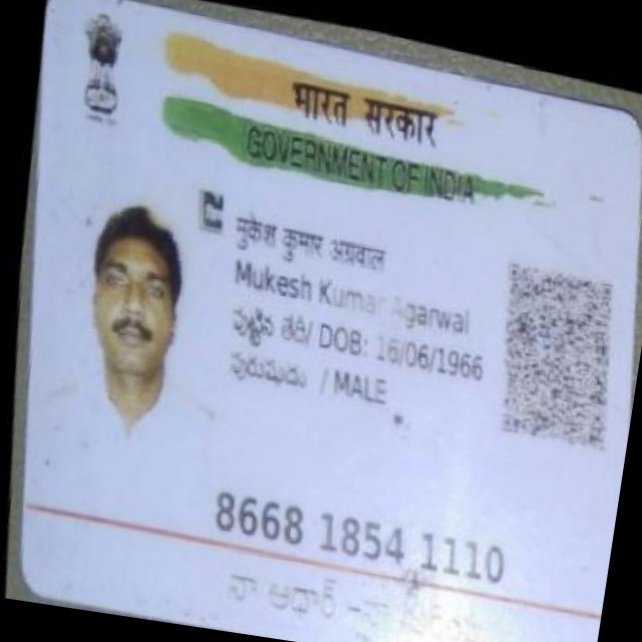 भारत सरकार
GOVERNMENT OF INDIA
मुकेश कुमार अग्रवाल
Mukesh Kumar Agarwal
పుట్టిన తేదీ/ DOB: 16/06/1966
పురుషుడు / MALE
8668 1854 1110
నా ఆధార్ -నా